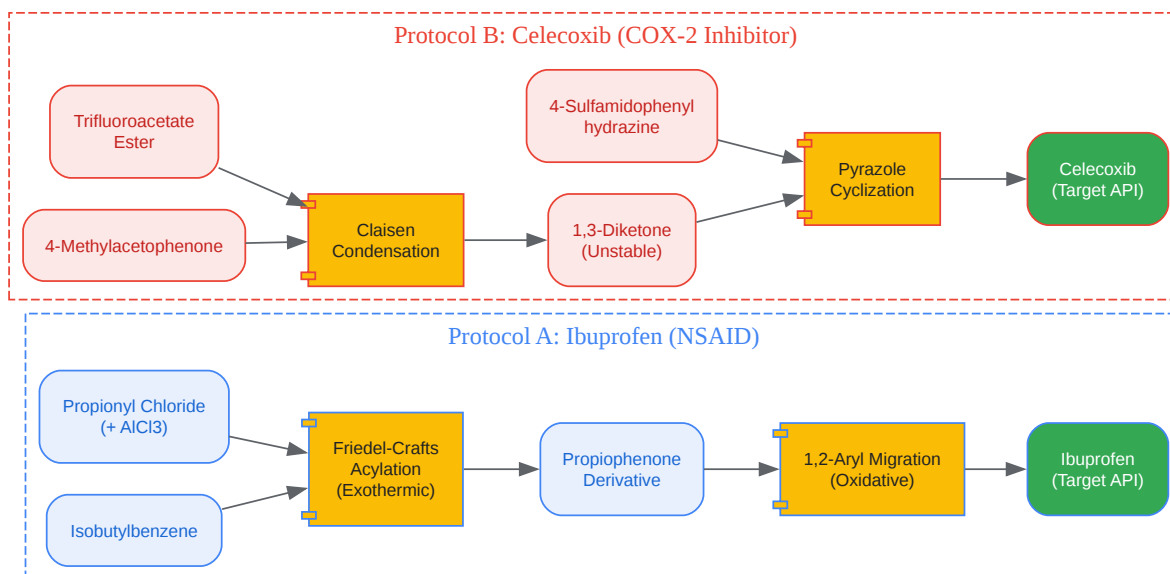 Protocol B: Celecoxib (COX-2 Inhibitor)
Trifluoroacetate
Ester
4-Methylacetophenone
Claisen
Condensation
4-Sulfamidophenyl
hydrazine
1,3-Diketone
(Unstable)
Pyrazole
Cyclization
Celecoxib
(Target API)
Protocol A: Ibuprofen (NSAID)
Propionyl Chloride
(+ AlCl3)
Isobutylbenzene
Friedel-Crafts
Acylation
(Exothermic)
Propiophenone
Derivative
1,2-Aryl Migration
(Oxidative)
Ibuprofen
(Target API)